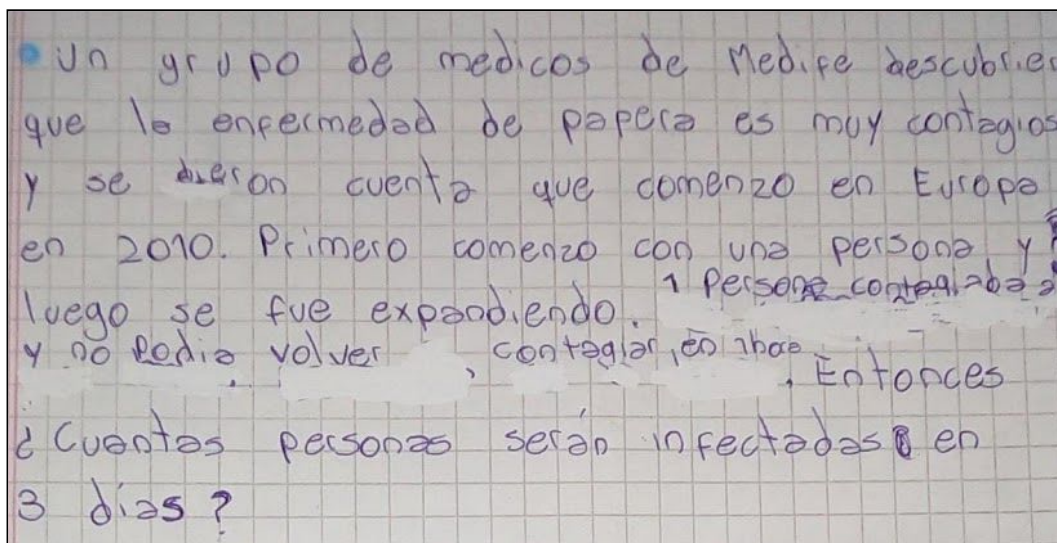 Un grupo de medicos de Medife descubrier
que la enfermedad de papera es muy contagios
y se dieron cuenta que comenzo en Europa
en 2010. Primero comenzo con una persona y
luego se fue expandiendo. 1 persona contagiaba a
y no Podia volver contagiar, en 1hora
. Entonces
¿Cuantas personas serán infectadas en
3 dias?